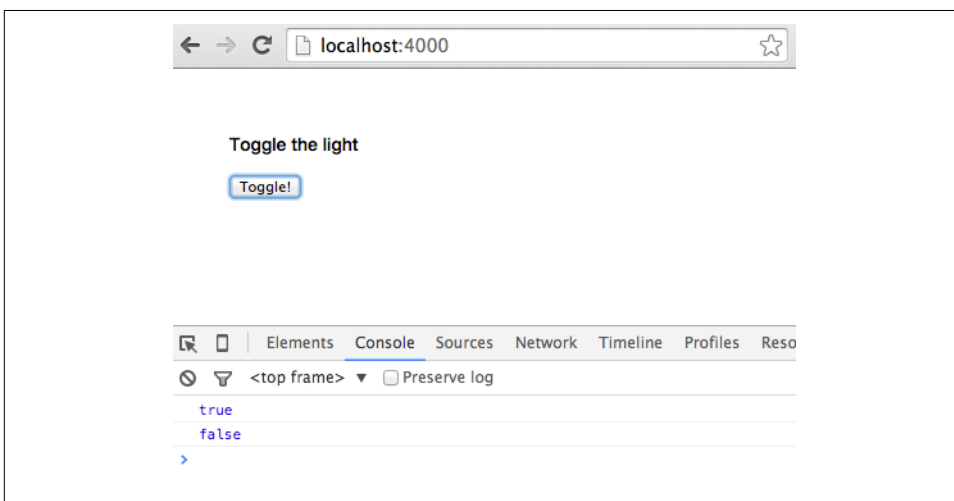 localhost:4000
Toggle the light
Toggle!
Elements Console Sources Network Timeline Profiles Reso
<top frame> ▼ Preserve log
true
false
>